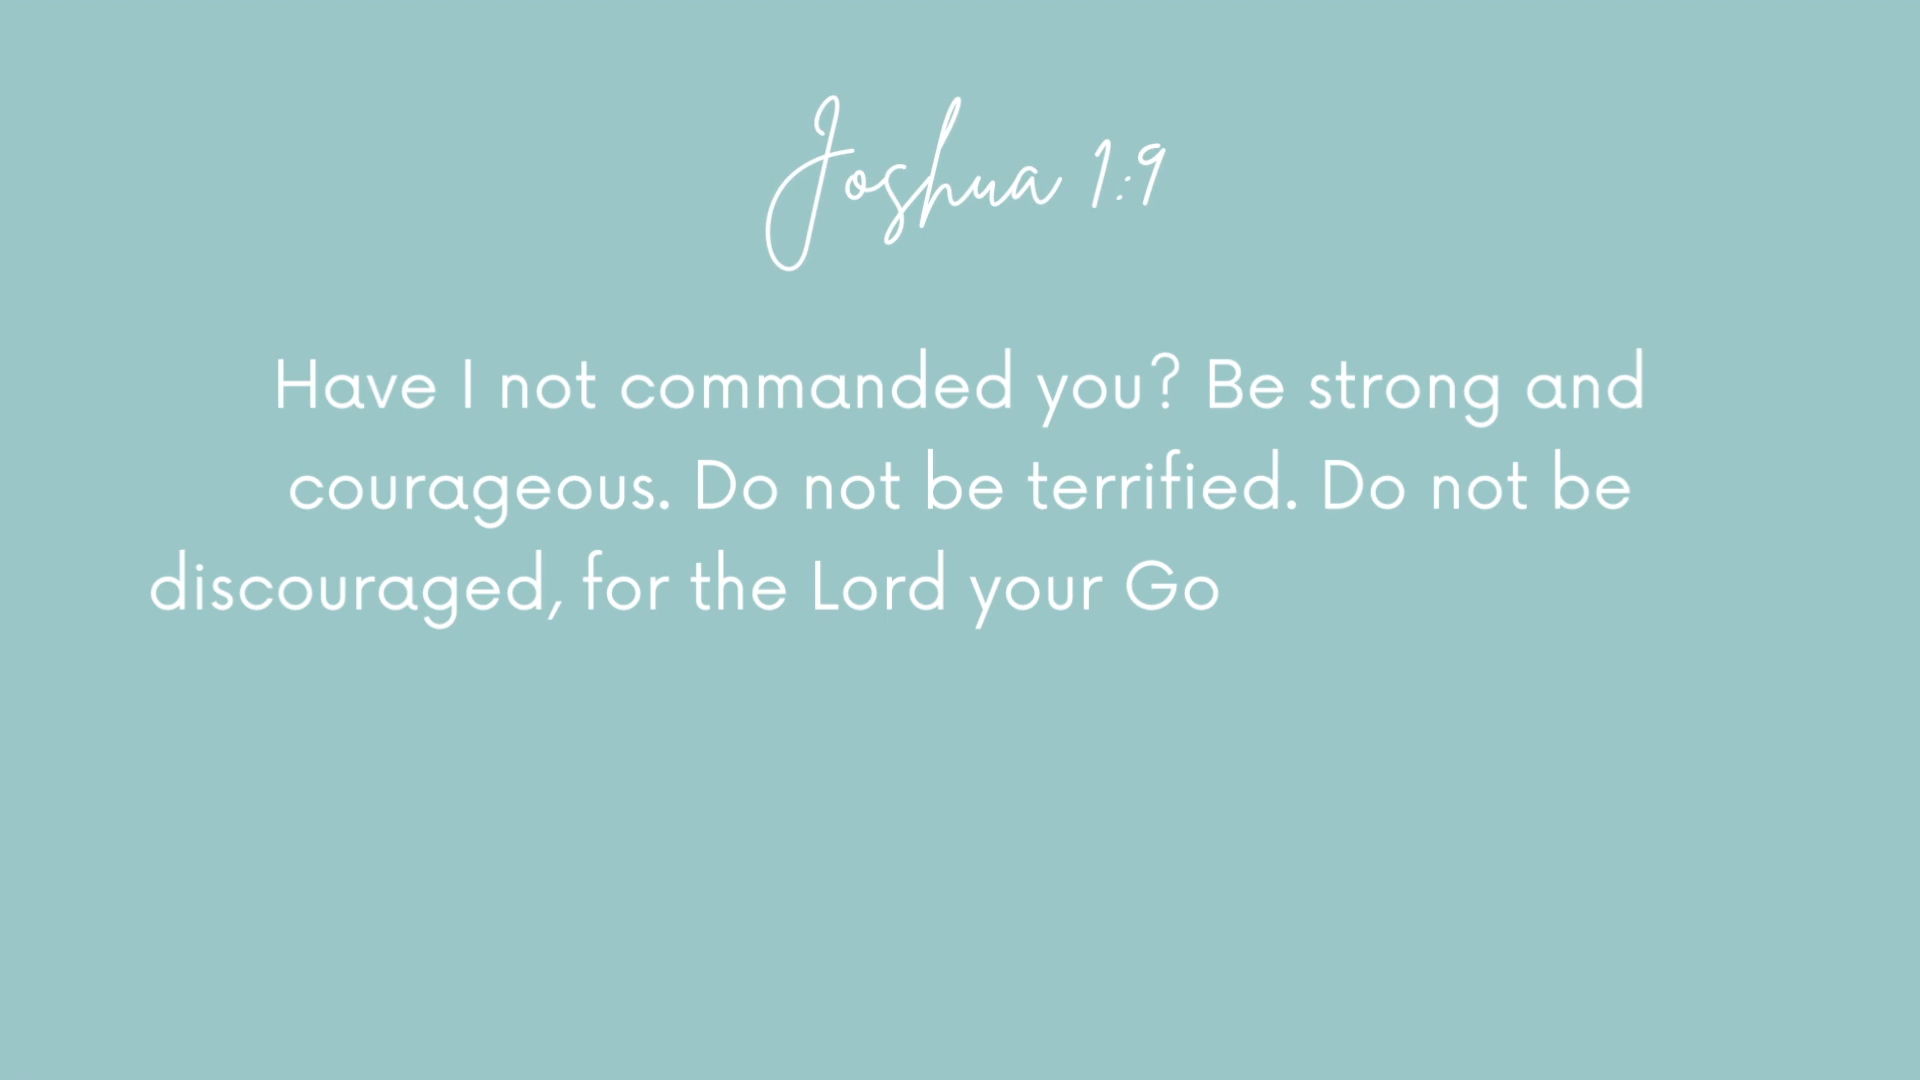 Joshua 1:9
Have I not commanded you? Be strong and
courageous. Do not be terrified. Do not be
discouraged, for the Lord your Go